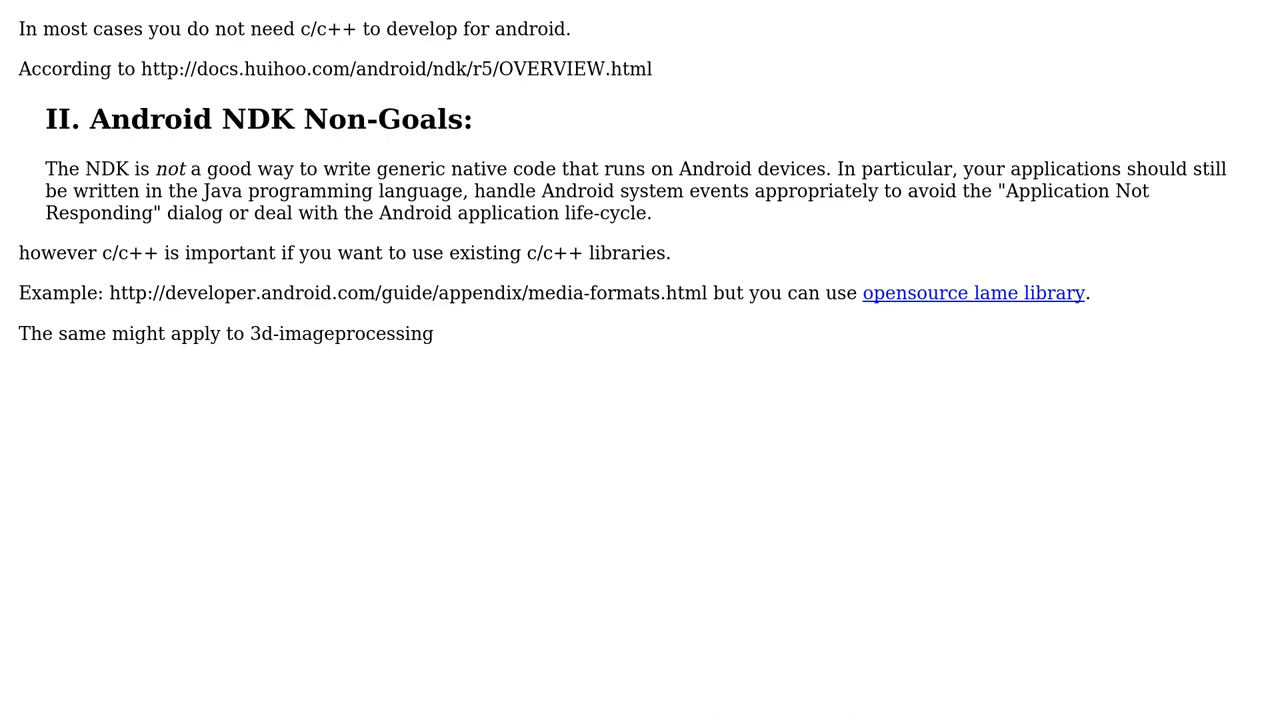 In most cases you do not need c/c++ to develop for android.
According to http://docs.huihoo.com/android/ndk/r5/OVERVIEW.html
II. Android NDK Non-Goals:
The NDK is not a good way to write generic native code that runs on Android devices. In particular, your applications should still
be written in the Java programming language, handle Android system events appropriately to avoid the "Application Not
Responding" dialog or deal with the Android application life-cycle.
however c/c++ is important if you want to use existing c/c++ libraries.
Example: http://developer.android.com/guide/appendix/media-formats.html but you can use opensource lame library.
The same might apply to 3d-imageprocessing